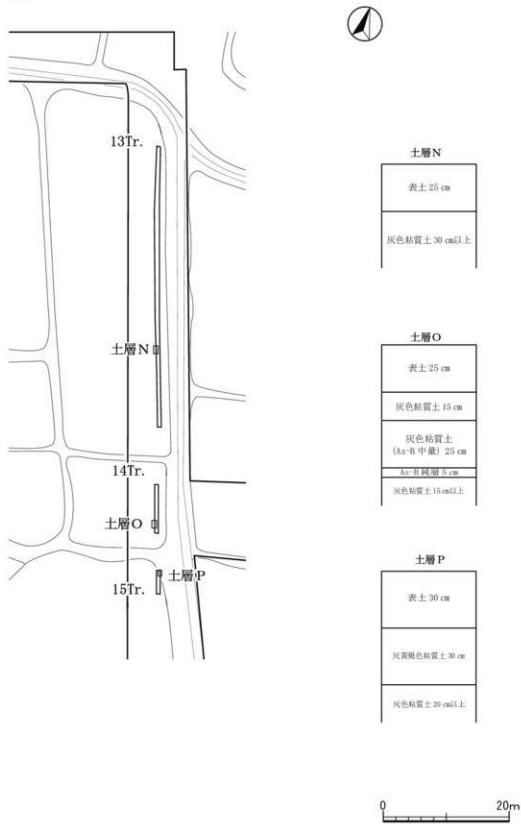 13Tr.
土層N
14Tr.
土層O
土層P
15Tr.
土層N
表土 25 cm
灰色粘質土 30 cm以上
土層O
表土 25 cm
灰色粘質土 15 cm
灰色粘質土
(As-B 中量) 25 cm
As-B 純層 5 cm
灰色粘質土 15 cm以上
土層P
表土 30 cm
灰黄褐色粘質土 30 cm
灰色粘質土 20 cm以上
0 20m